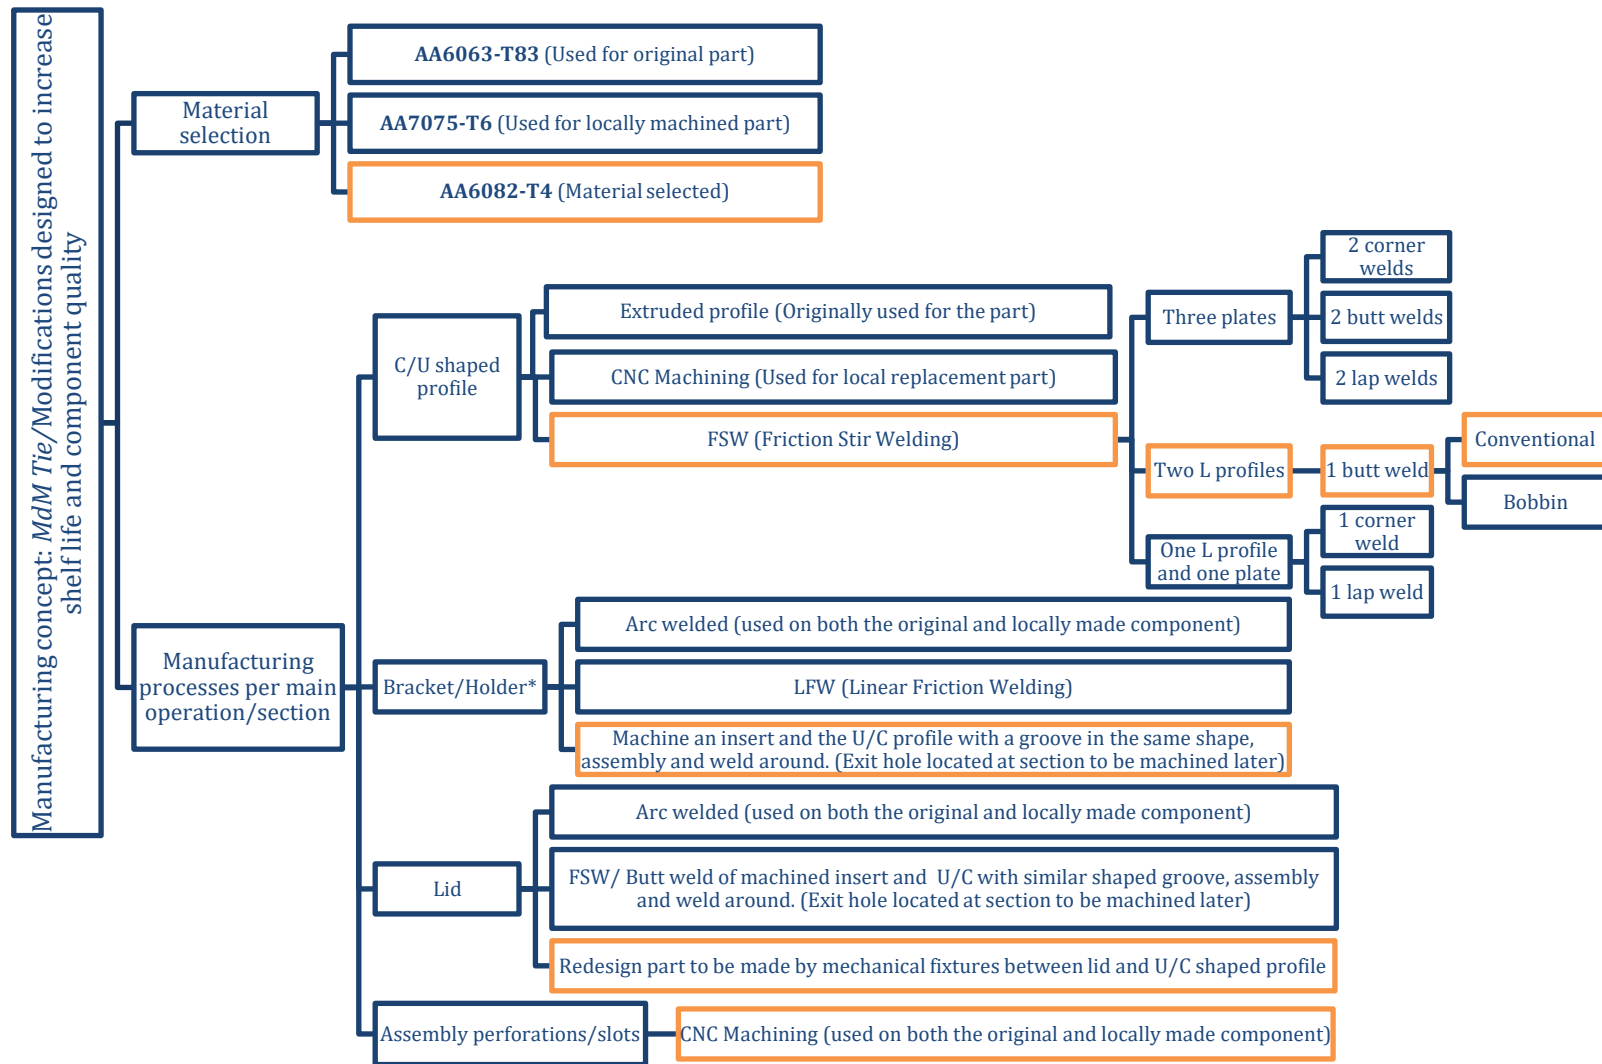 Manufacturing concept: MdM Tie/Modifications designed to increase
shelf life and component quality
Material
selection
AA6063-T83 (Used for original part)
AA7075-T6 (Used for locally machined part)
AA6082-T4 (Material selected)
Manufacturing
processes per main
operation/section
C/U shaped
profile
Extruded profile (Originally used for the part)
CNC Machining (Used for local replacement part)
FSW (Friction Stir Welding)
Three plates
2 corner
welds
2 butt welds
2 lap welds
Two L profiles
1 butt weld
Conventional
Bobbin
One L profile
and one plate
1 corner
weld
1 lap weld
Bracket/Holder*
Arc welded (used on both the original and locally made component)
LFW (Linear Friction Welding)
Machine an insert and the U/C profile with a groove in the same shape,
assembly and weld around. (Exit hole located at section to be machined later)
Lid
Arc welded (used on both the original and locally made component)
FSW/ Butt weld of machined insert and U/C with similar shaped groove, assembly
and weld around. (Exit hole located at section to be machined later)
Redesign part to be made by mechanical fixtures between lid and U/C shaped profile
Assembly perforations/slots
CNC Machining (used on both the original and locally made component)